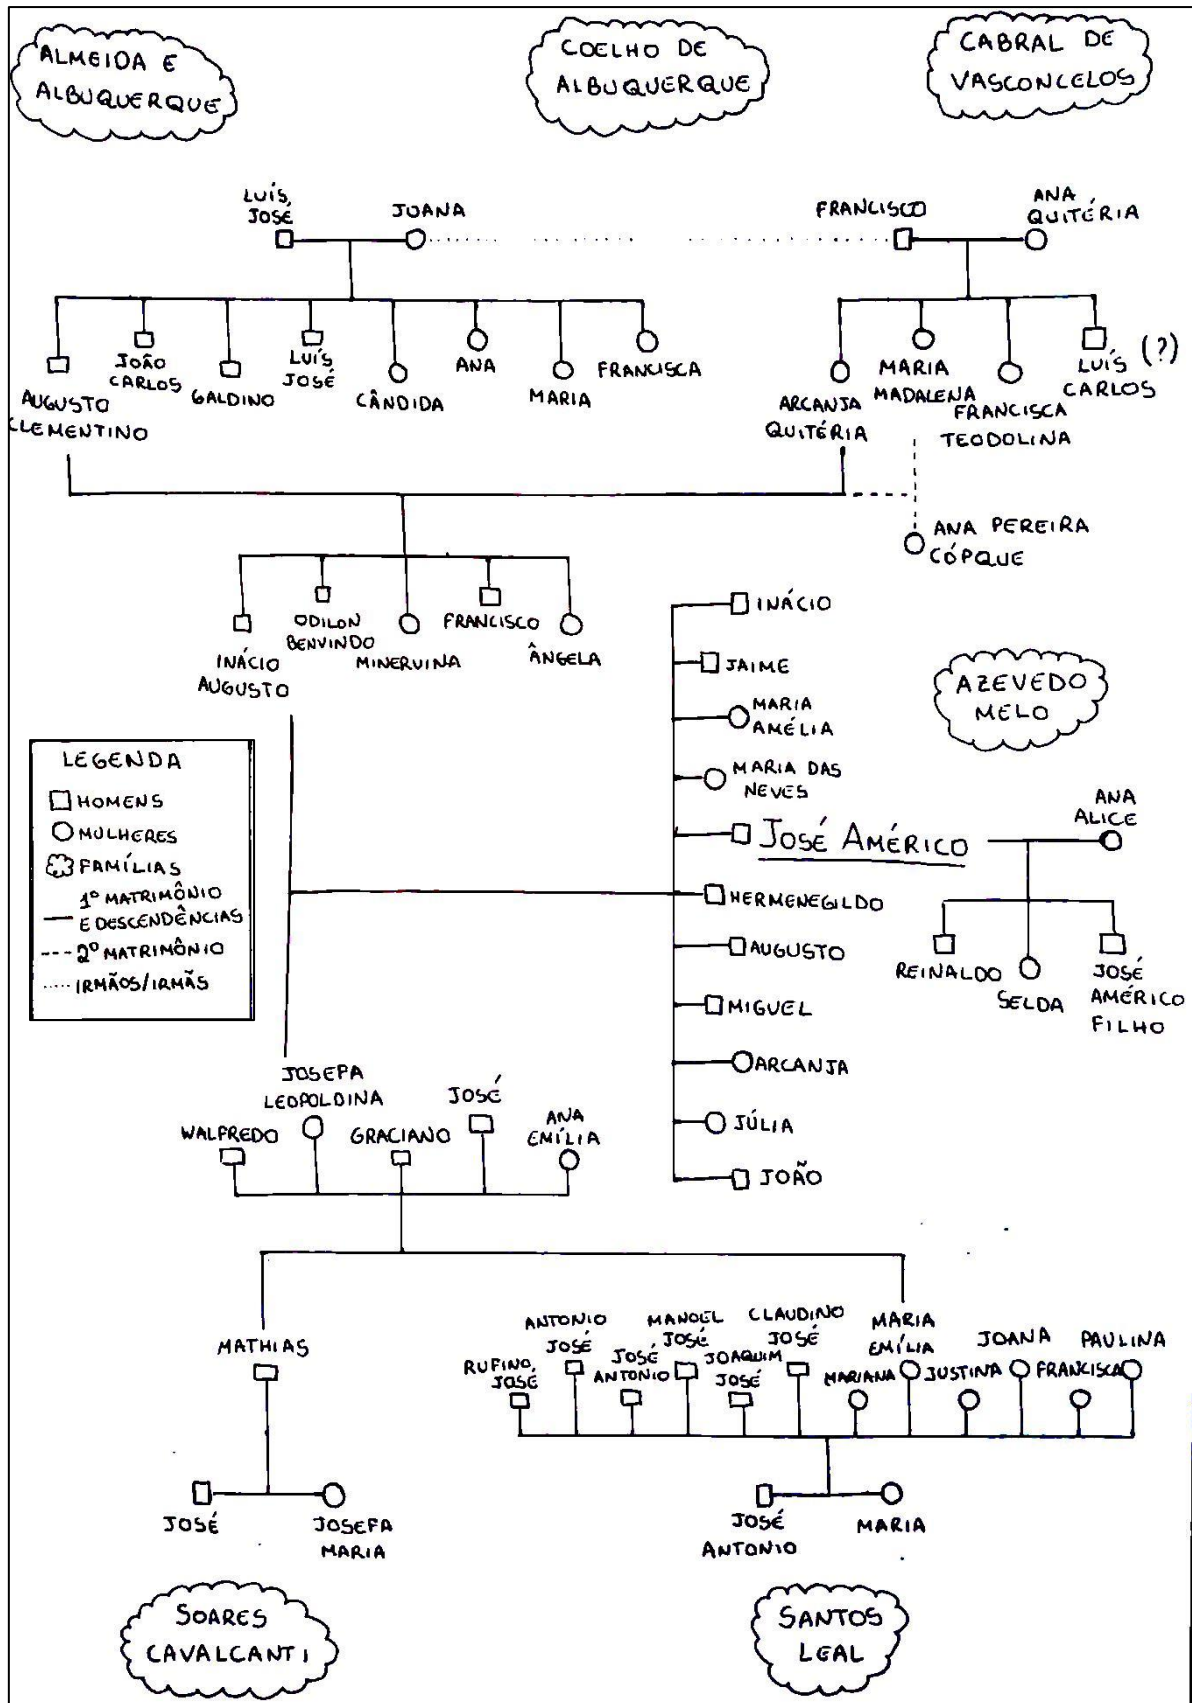 ALMEIDA E
ALBUQUERQUE
COELHO DE
ALBUQUERQUE
CABRAL DE
VASCONCELOS
LUÍS
JOSÉ
JOANA
FRANCISCO
ANA
QUITÉRIA
AUGUSTO
CLEMENTINO
JOÃO
CARLOS
GALDINO
LUÍS
JOSÉ
CÂNDIDA
ANA
MARIA
FRANCISCA
ARCANJA
QUITÉRIA
MARIA
MADALENA
FRANCISCA
TEODOLINA
LUÍS (?)
CARLOS
ANA PEREIRA
CÓPQUE
INÁCIO
AUGUSTO
ODILON
BENVINDO
MINERVINA
FRANCISCO
ÂNGELA
INÁCIO
JAIME
MARIA
AMÉLIA
MARIA DAS
NEVES
JOSÉ AMÉRICO
HERMENEGILDO
AUGUSTO
MIGUEL
ARCANJA
JÚLIA
JOÃO
AZEVEDO
MELO
ANA
ALICE
REINALDO
SELDA
JOSÉ
AMÉRICO
FILHO
LEGENDA
HOMENS
MULHERES
FAMÍLIAS
1º MATRIMÔNIO
E DESCENDÊNCIAS
2º MATRIMÔNIO
IRMÃOS/IRMÃS
WALFREDO
JOSEFA
LEOPOLDINA
GRACIANO
JOSÉ
ANA
EMÍLIA
MATHIAS
RUFINO
JOSÉ
ANTONIO
JOSÉ
JOSÉ
ANTONIO
MANOEL
JOSÉ
JOAQUIM
JOSÉ
CLAUDINO
JOSÉ
MARIANA
MARIA
EMÍLIA
JUSTINA
JOANA
FRANCISCA
PAULINA
JOSÉ
JOSEFA
MARIA
JOSÉ
ANTONIO
MARIA
SOARES
CAVALCANTI
SANTOS
LEAL